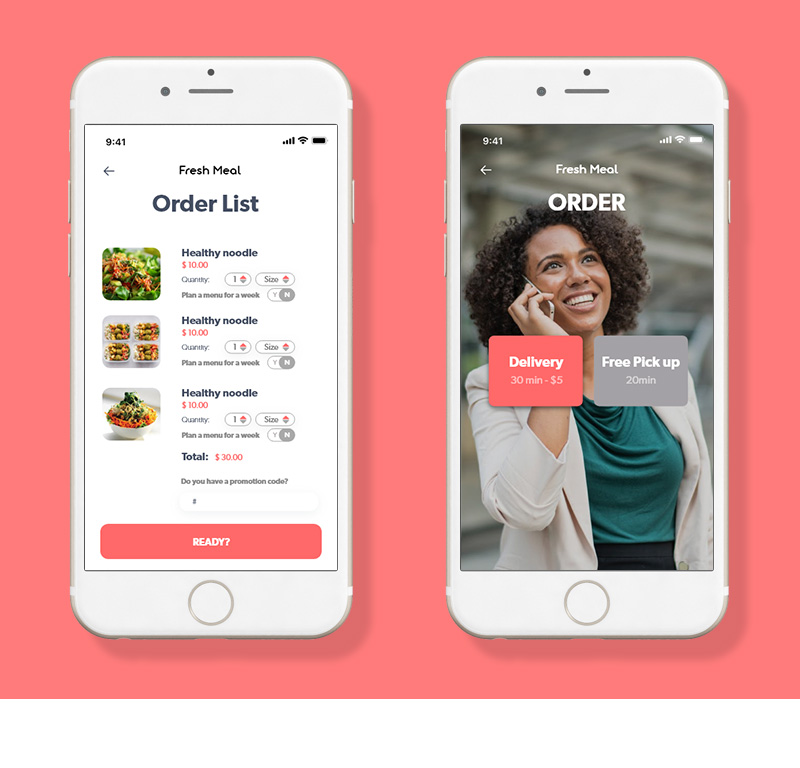 9:41
Fresh Meal
Order List
Healthy noodle
$ 10.00
Quantity: 1 Size
Plan a menu for a week Y N
Healthy noodle
$ 10.00
Quantity: 1 Size
Plan a menu for a week Y N
Healthy noodle
$ 10.00
Quantity: 1 Size
Plan a menu for a week Y N
Total: $ 30.00
Do you have a promotion code?
#
READY?
9:41
Fresh Meal
ORDER
Delivery
30 min - $5
Free Pick up
20min